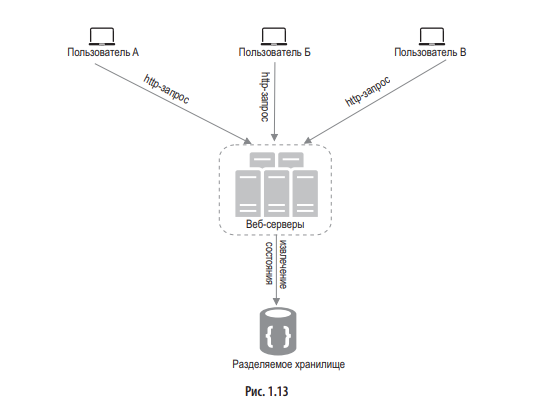 Пользователь А
Пользователь Б
Пользователь В
http-запрос
http-запрос
http-запрос
Веб-серверы
извлечение
состояния
{ }
Разделяемое хранилище
Рис. 1.13